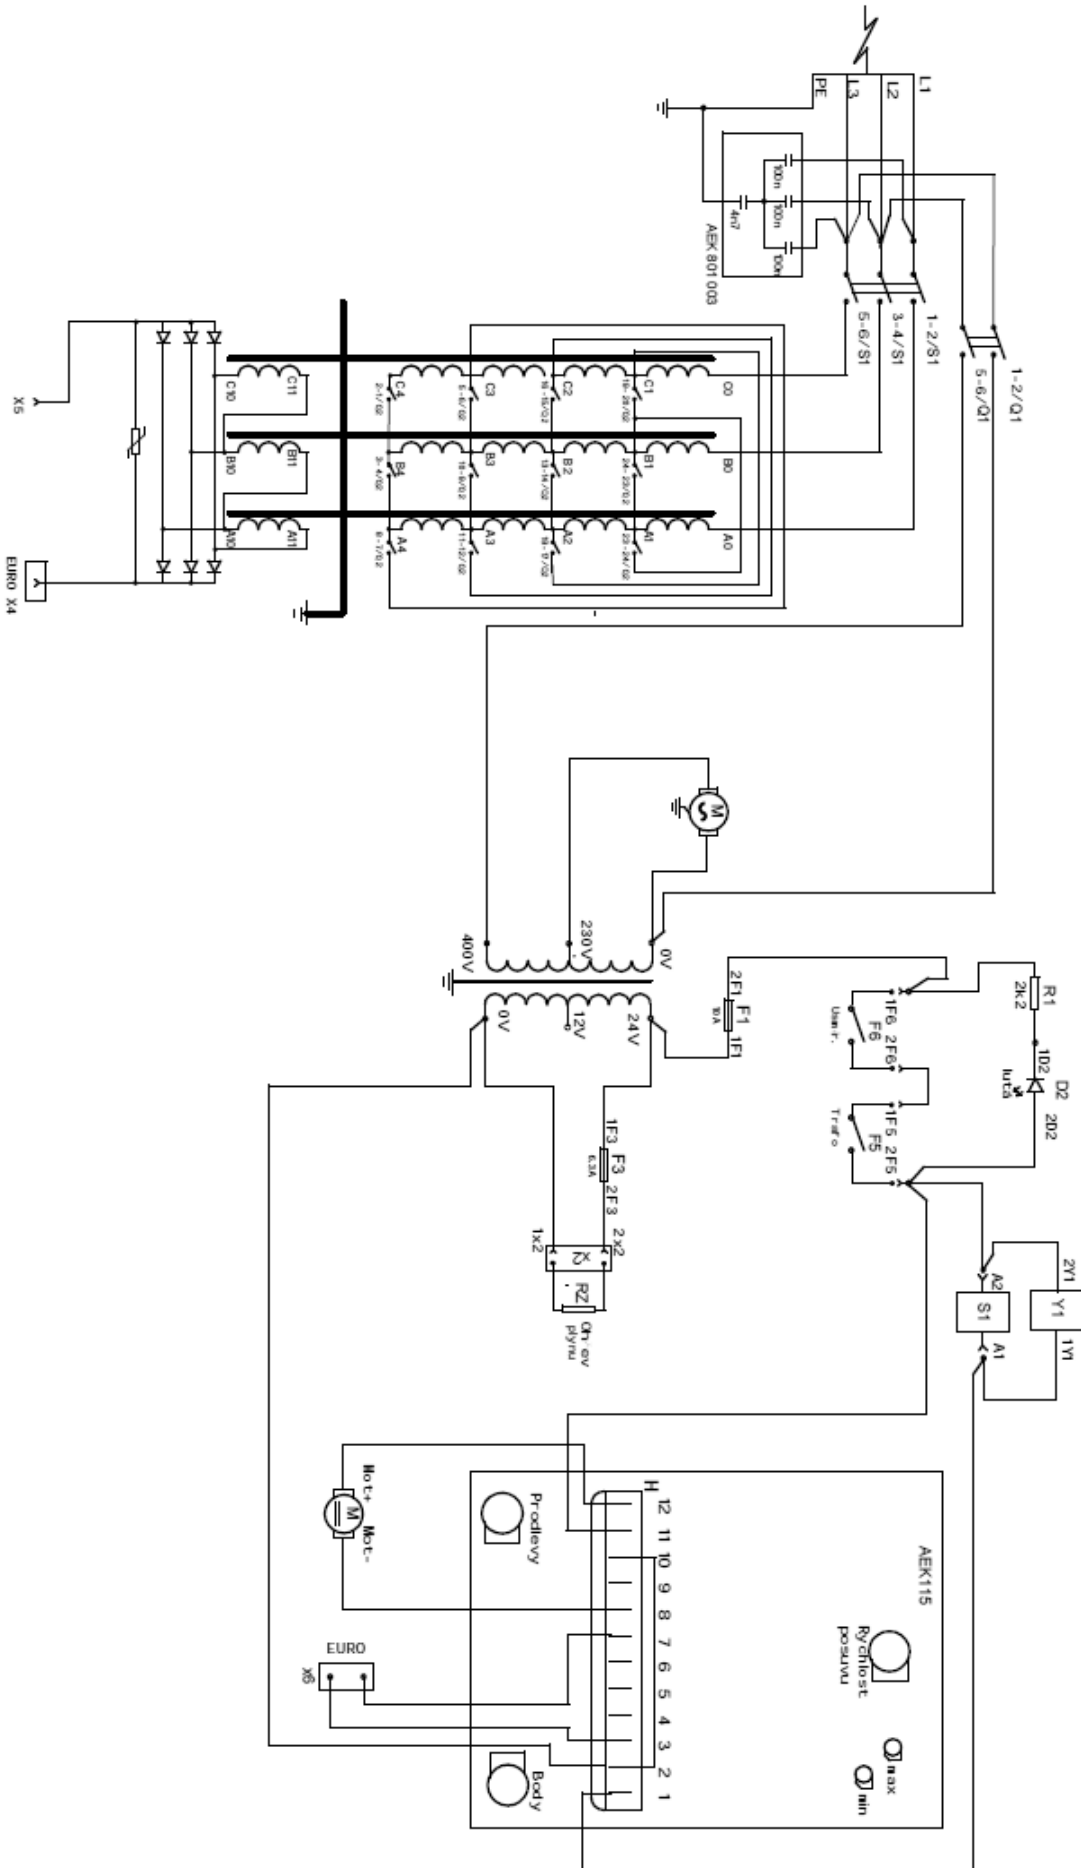 L1
L2
L3
PE
100n
100n
100n
4n7
AEK 801 003
1-2/S1
3-4/S1
5-6/S1
1-2/Q1
5-6/Q1
C0
C1
C2
C3
C4
C11
C10
B0
B1
B2
B3
B4
B11
B10
A0
A1
A2
A3
A4
A11
A10
X5
EURO X4
M
400V
230V
0V
0V
12V
24V
2F1
F1
10A
1F1
R1
2k2
1D2
D2
2D2
lutá
1F6
F6
2F6
1F5
F5
2F5
Trafo
1F3
F3
6,3A
2F3
1x2
2x2
X2
RZ
Ohrev
plynu
A2
S1
A1
2Y1
Y1
1Y1
Mot+
M
Mot-
EURO
X6
H
12
11
10
9
8
7
6
5
4
3
2
1
Prodlevy
Body
AEK115
Rychlost
posuvu
max
min